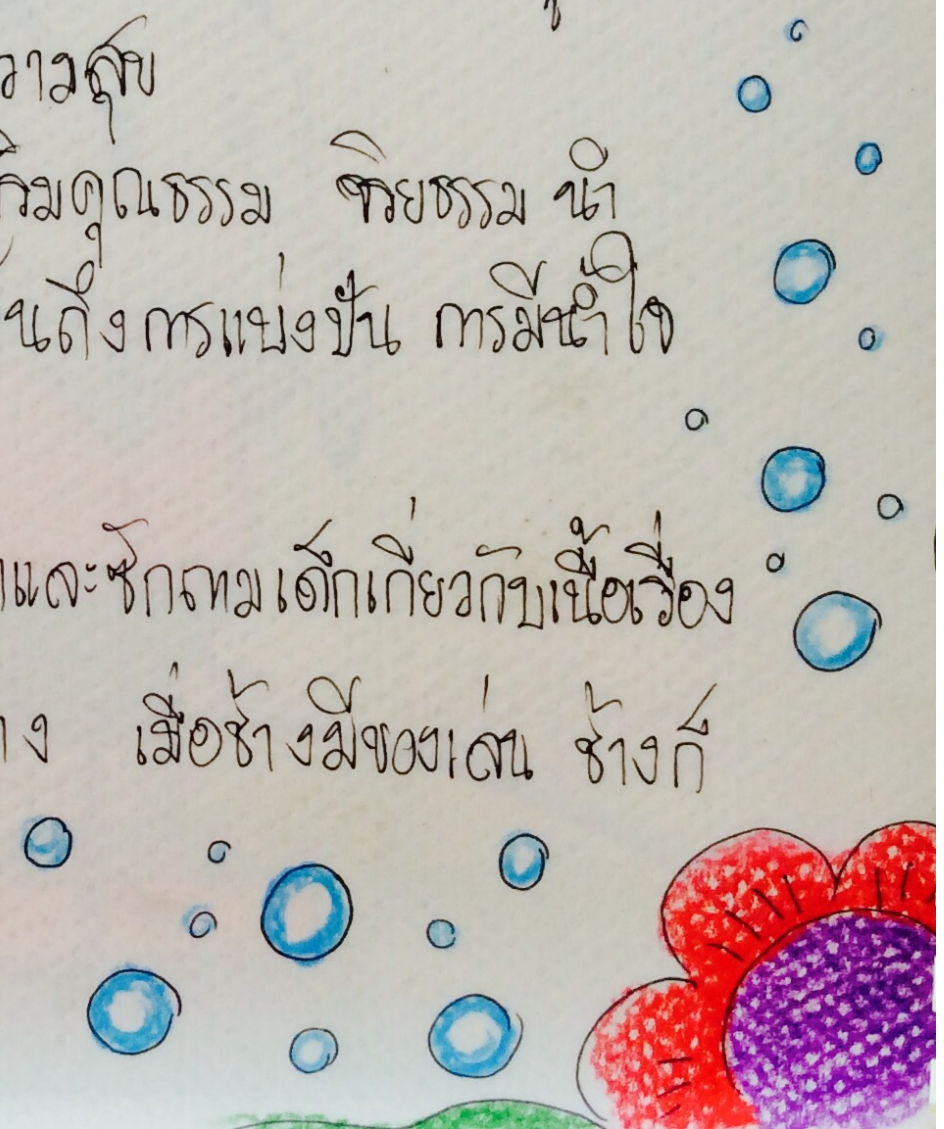 วามสุข
ริมคุณธรรม จริยธรรม นำ
นถึงการแบ่งปัน การมีน้ำใจ
และซักถามเด็กเกี่ยวกับเนื้อเรื่อง
าง เมื่อช้างมีของเล่น ช้างก็